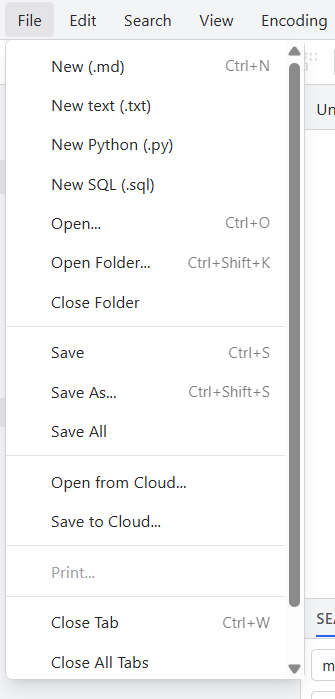 File Edit Search View Encoding
New (.md) Ctrl+N
New text (.txt)
New Python (.py)
New SQL (.sql)
Open... Ctrl+O
Open Folder... Ctrl+Shift+K
Close Folder
Save Ctrl+S
Save As... Ctrl+Shift+S
Save All
Open from Cloud...
Save to Cloud...
Print...
Close Tab Ctrl+W
Close All Tabs